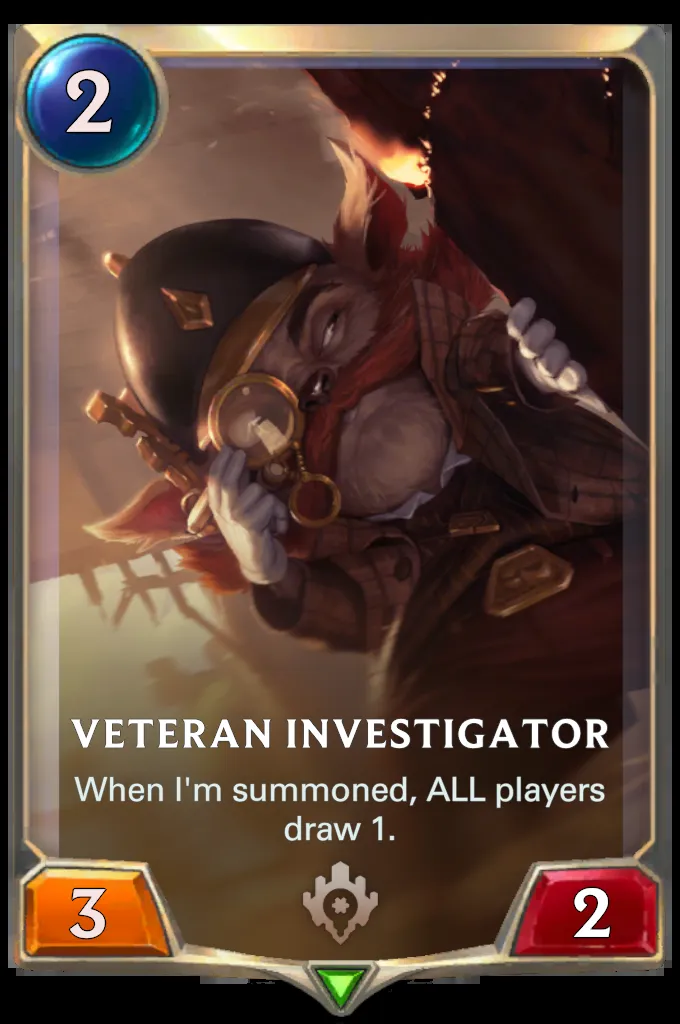 2
VETERAN INVESTIGATOR
When I'm summoned, ALL players
draw 1.
3
2